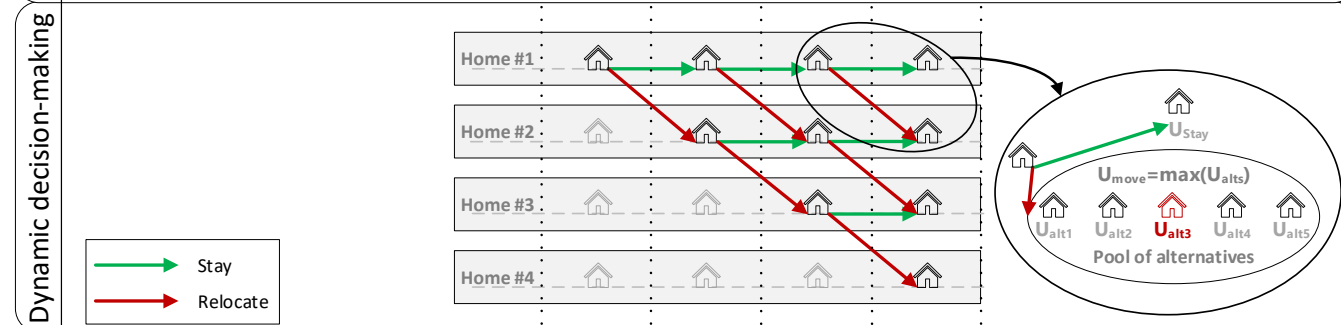 Dynamic decision-making
Home #1
Home #2
Home #3
Home #4
Stay
Relocate
UStay
Umove=max(Ualts)
Ualt1 Ualt2 Ualt3 Ualt4 Ualt5
Pool of alternatives